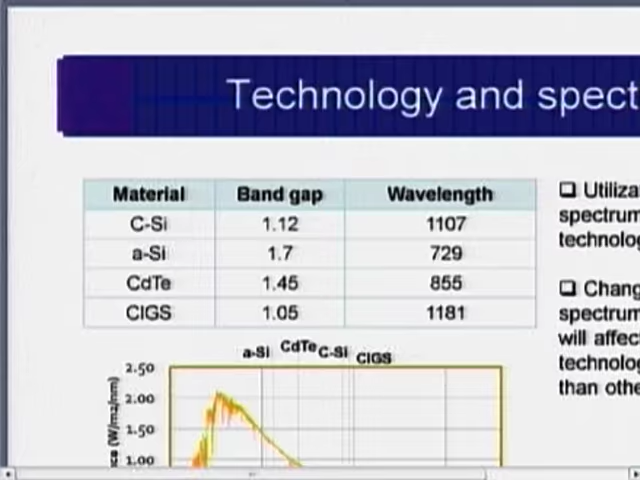 Technology and spect
Material Band gap Wavelength
C-Si 1.12 1107
a-Si 1.7 729
CdTe 1.45 855
CIGS 1.05 1181
❑ Utiliza
spectrum
technolog
❑ Chang
spectrum
will affec
technolog
than othe
a-Si CdTe C-Si CIGS
2.50
2.00
1.50
1.00
ce (W/m2/nm)